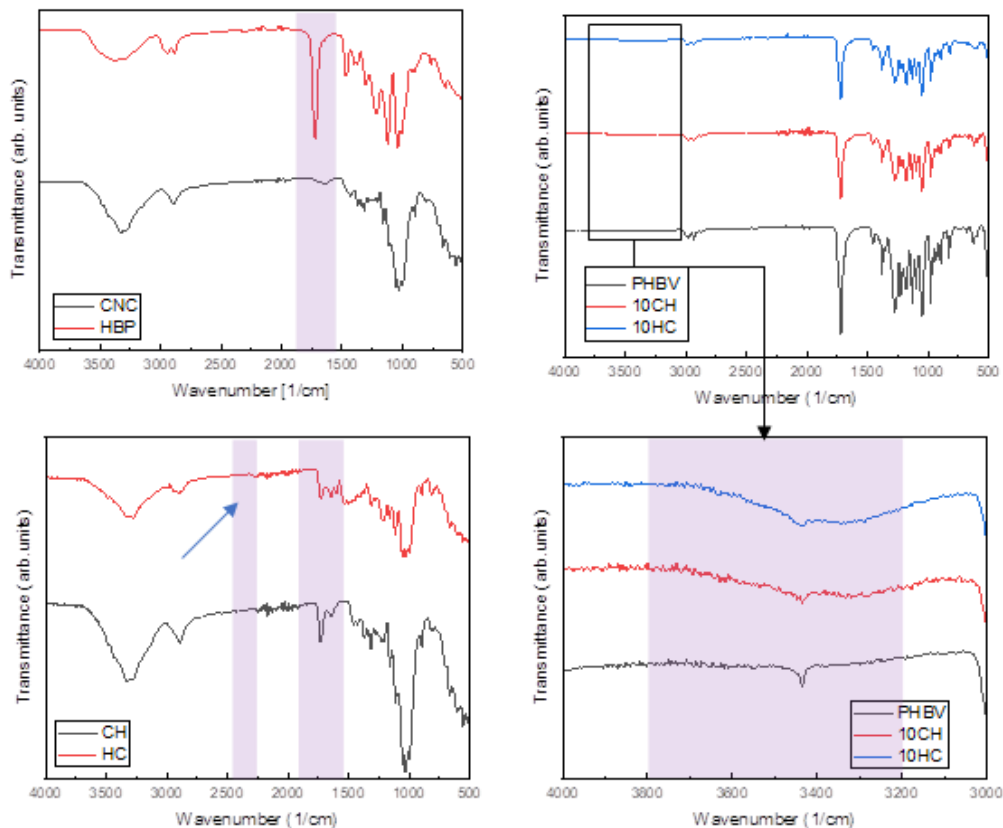 Transmittance ( arb. units)
CNC
HBP
4000 3500 3000 2500 2000 1500 1000 500
Wavenumber [1/cm]
Transmittance (arb. units)
PHBV
10CH
10HC
4000 3500 3000 2500 2000 1500 1000 500
Wavenumber ( 1/cm)
Transmittance ( arb.units)
CH
HC
4000 3500 3000 2500 2000 1500 1000 500
Wavenumber ( 1/cm)
Transmittance ( arb.units)
PHBV
10CH
10HC
4000 3800 3600 3400 3200 3000
Wavenumber ( 1/cm)